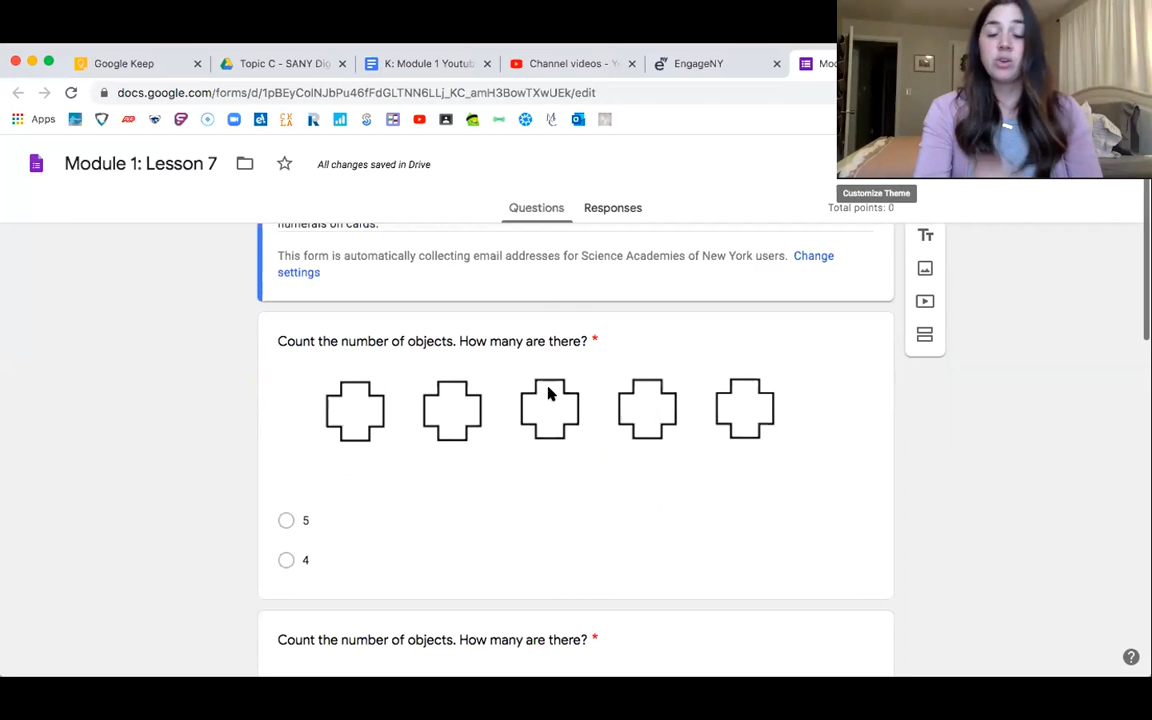 Google Keep
Topic C - SANY Dig
K: Module 1 Youtub
Channel videos - Y
EngageNY
Mo
docs.google.com/forms/d/1pBEyColNJbPu46fFdGLTNN6LLj_KC_amH3BowTXwUEk/edit
Apps
Module 1: Lesson 7
All changes saved in Drive
Customize Theme
Questions
Responses
Total points: 0
numerals on cards.
This form is automatically collecting email addresses for Science Academies of New York users. Change
settings
Count the number of objects. How many are there? *
5
4
Count the number of objects. How many are there? *